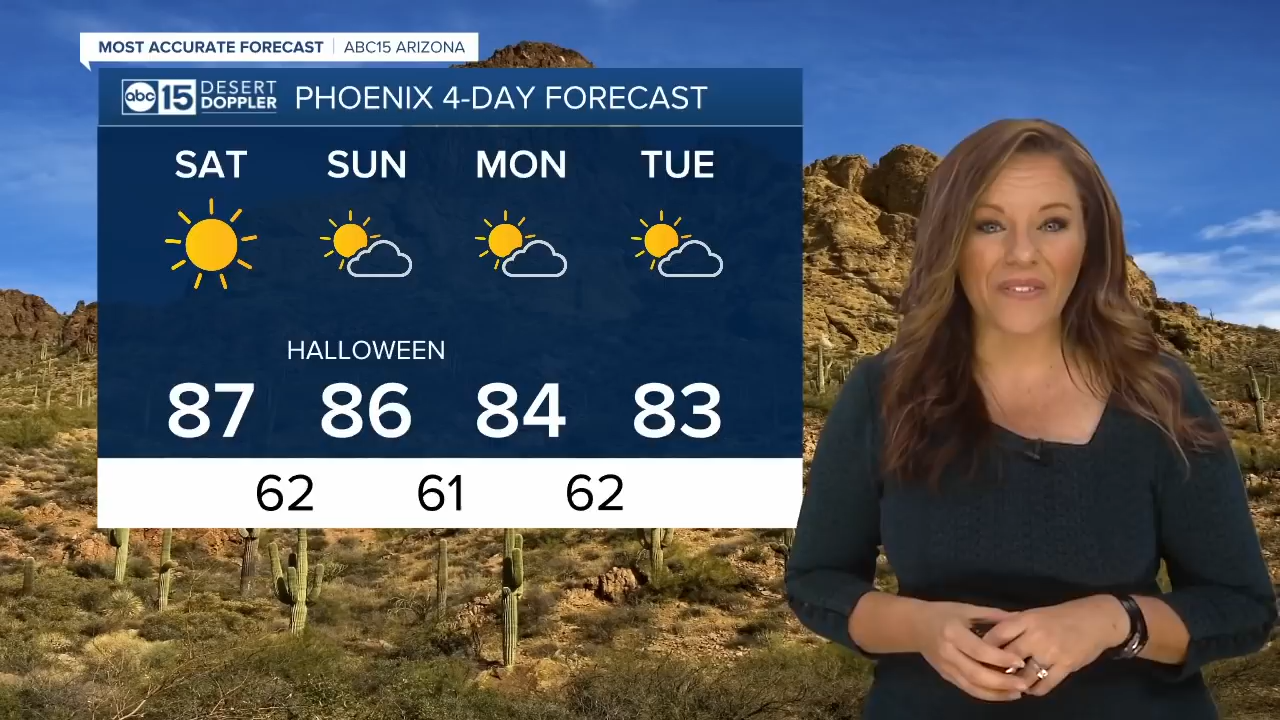 MOST ACCURATE FORECAST | ABC15 ARIZONA
abc 15 DESERT DOPPLER PHOENIX 4-DAY FORECAST
SAT SUN MON TUE
HALLOWEEN
87 86 84 83
62 61 62